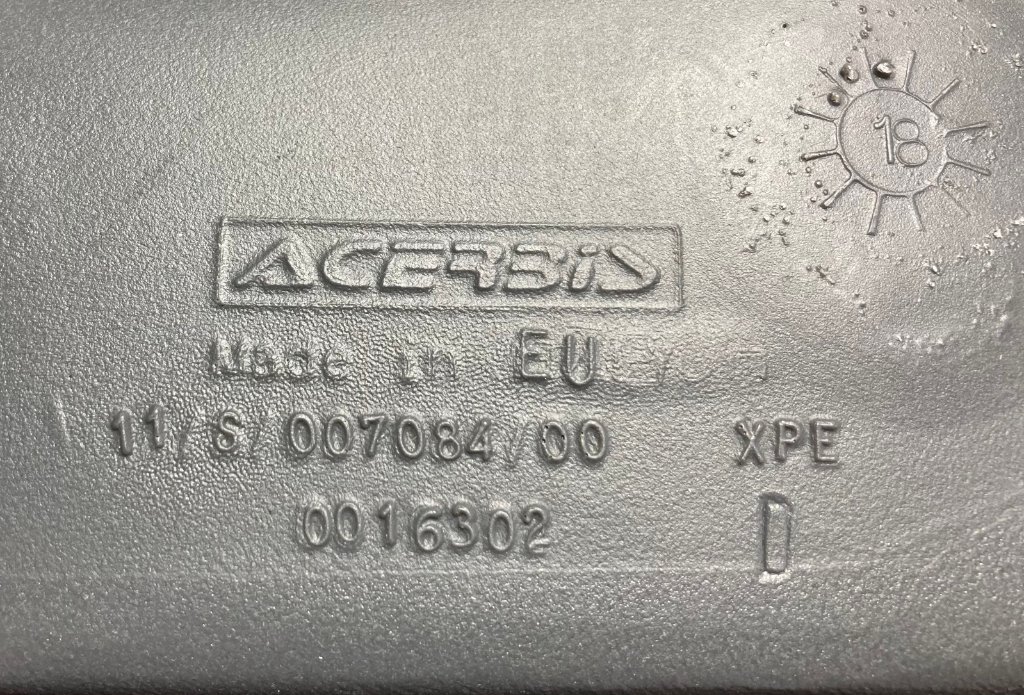 18
ACERBIS
Made in EU
11/S/007084/00 XPE
0016302 D